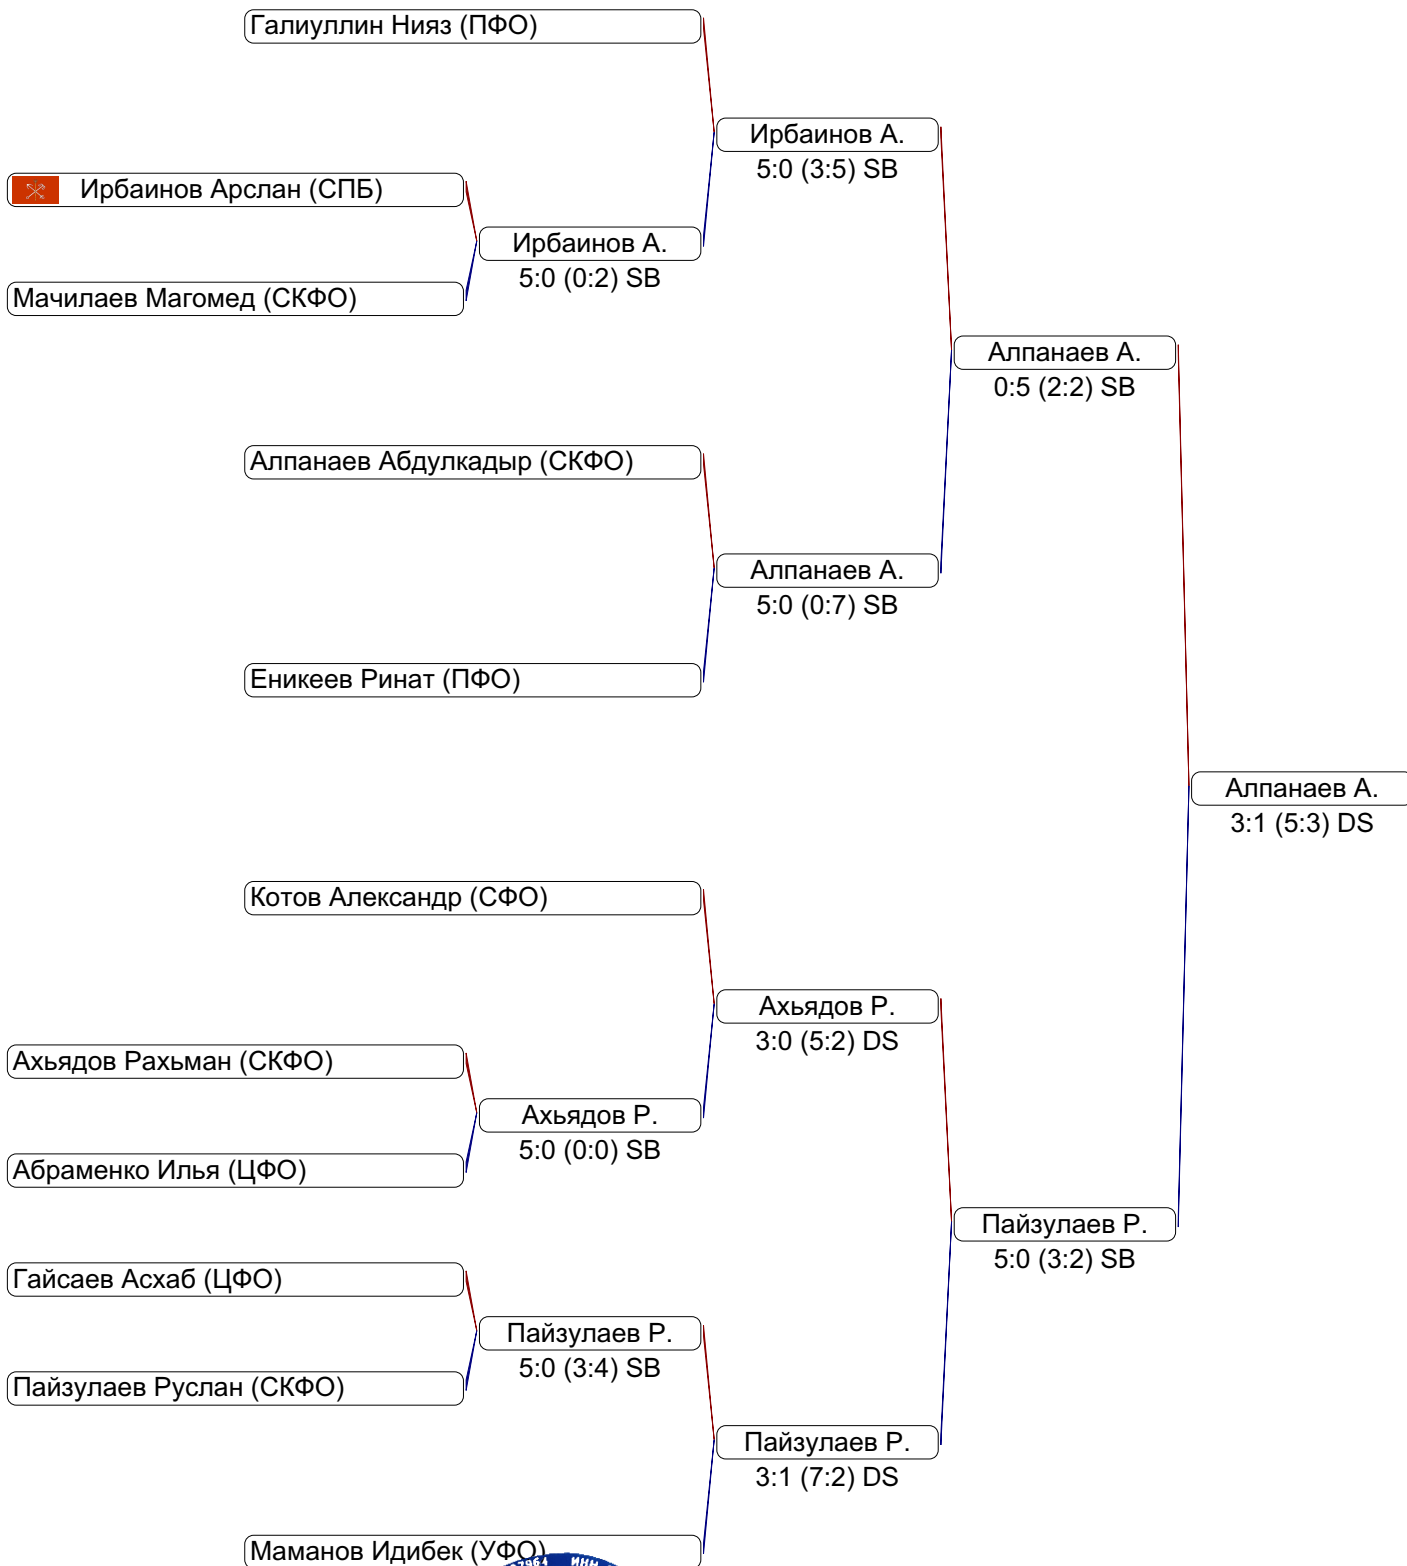 Галиуллин Нияз (ПФО)
Ирбаинов А.
5:0 (3:5) SB
Ирбаинов Арслан (СПБ)
Ирбаинов А.
5:0 (0:2) SB
Мачилаев Магомед (СКФО)
Алпанаев А.
0:5 (2:2) SB
Алпанаев Абдулкадыр (СКФО)
Алпанаев А.
5:0 (0:7) SB
Еникеев Ринат (ПФО)
Алпанаев А.
3:1 (5:3) DS
Котов Александр (СФО)
Ахьядов Р.
3:0 (5:2) DS
Ахьядов Рахьман (СКФО)
Ахьядов Р.
5:0 (0:0) SB
Абраменко Илья (ЦФО)
Пайзулаев Р.
5:0 (3:2) SB
Гайсаев Асхаб (ЦФО)
Пайзулаев Р.
5:0 (3:4) SB
Пайзулаев Руслан (СКФО)
Пайзулаев Р.
3:1 (7:2) DS
Маманов Идибек (УФО)
7964 ИНН